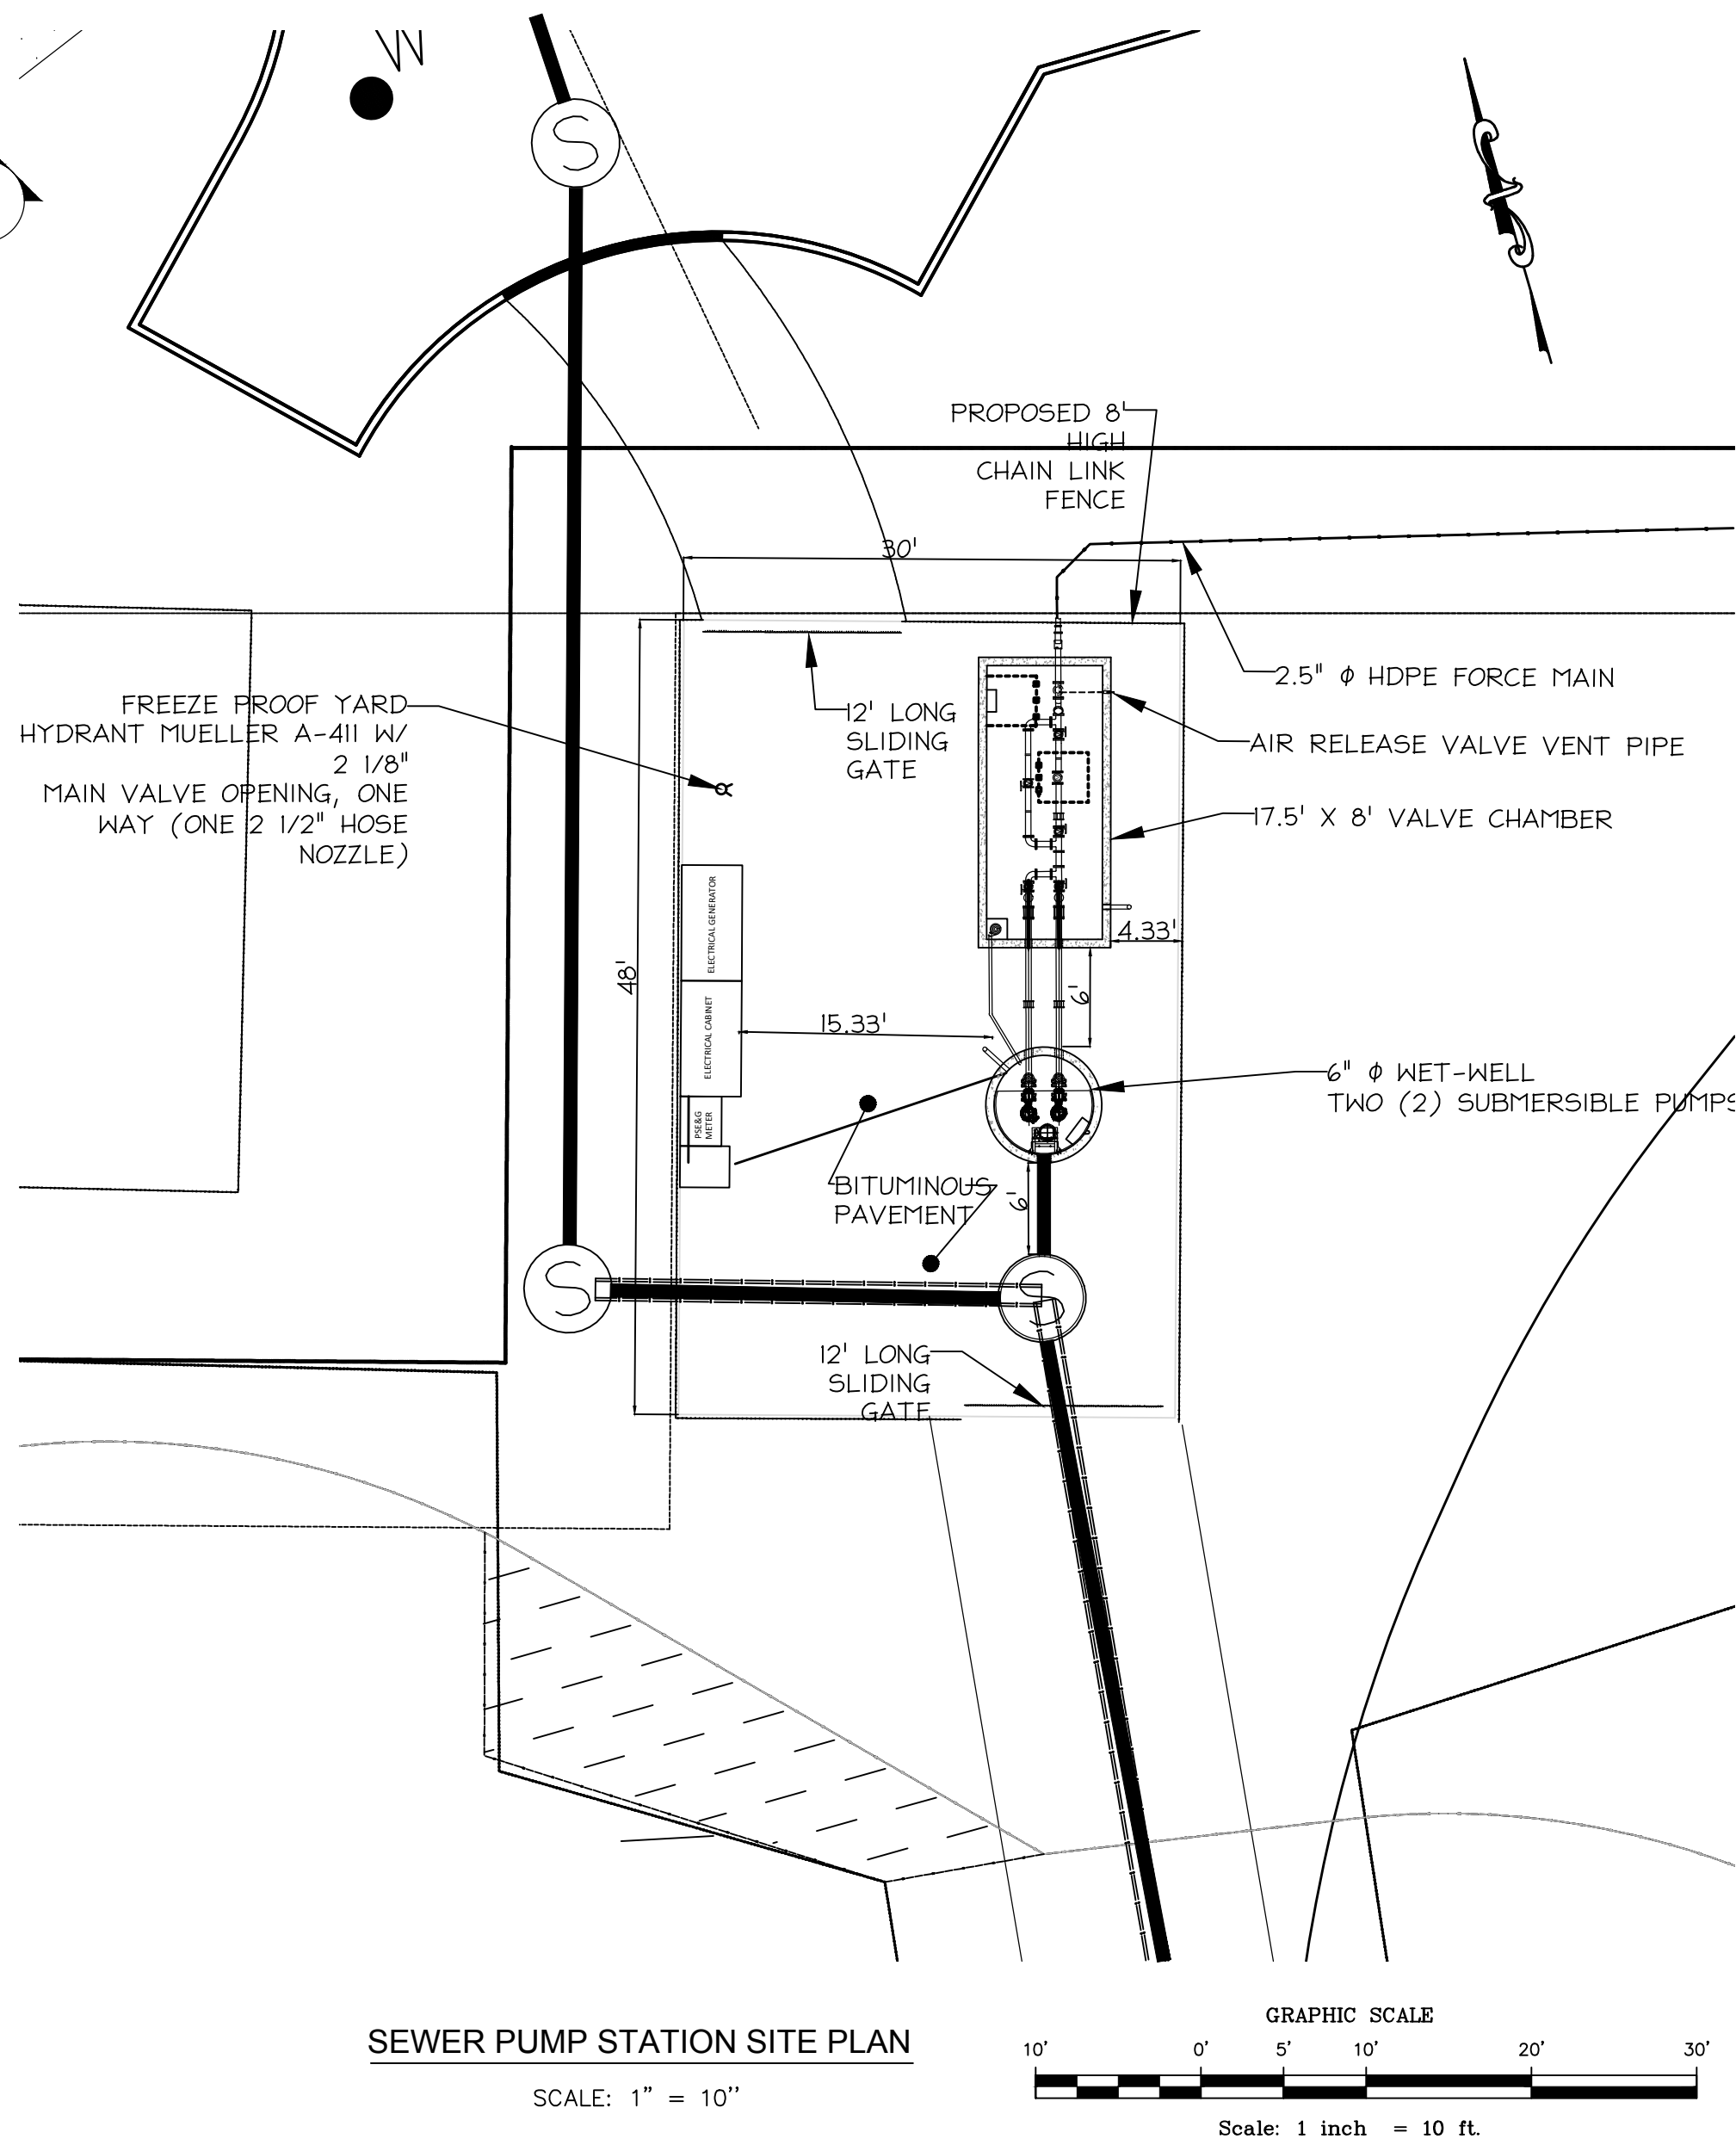 W
S
PROPOSED 8'
HIGH
CHAIN LINK
FENCE
30'
2.5" ϕ HDPE FORCE MAIN
FREEZE PROOF YARD
HYDRANT MUELLER A-411 W/
2 1/8"
MAIN VALVE OPENING, ONE
WAY (ONE 2 1/2" HOSE
NOZZLE)
12' LONG
SLIDING
GATE
AIR RELEASE VALVE VENT PIPE
17.5' X 8' VALVE CHAMBER
ELECTRICAL GENERATOR
4.33'
48'
6'
ELECTRICAL CABINET
15.33'
6" ϕ WET-WELL
TWO (2) SUBMERSIBLE PUMPS
PSE&G
METER
BITUMINOUS
PAVEMENT
6'
S
S
12' LONG
SLIDING
GATE
SEWER PUMP STATION SITE PLAN
SCALE: 1" = 10''
GRAPHIC SCALE
10' 0' 5' 10' 20' 30'
Scale: 1 inch = 10 ft.